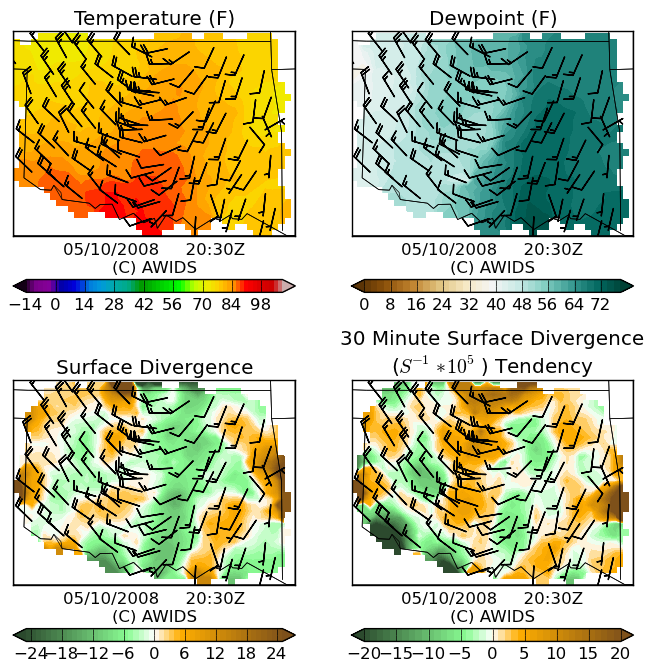 Temperature (F)
Dewpoint (F)
05/10/2008 20:30Z
(C) AWIDS
−14 0 14 28 42 56 70 84 98
05/10/2008 20:30Z
(C) AWIDS
0 8 16 24 32 40 48 56 64 72
Surface Divergence
30 Minute Surface Divergence
(S⁻¹ *10⁵ ) Tendency
05/10/2008 20:30Z
(C) AWIDS
−24 −18 −12 −6 0 6 12 18 24
05/10/2008 20:30Z
(C) AWIDS
−20 −15 −10 −5 0 5 10 15 20